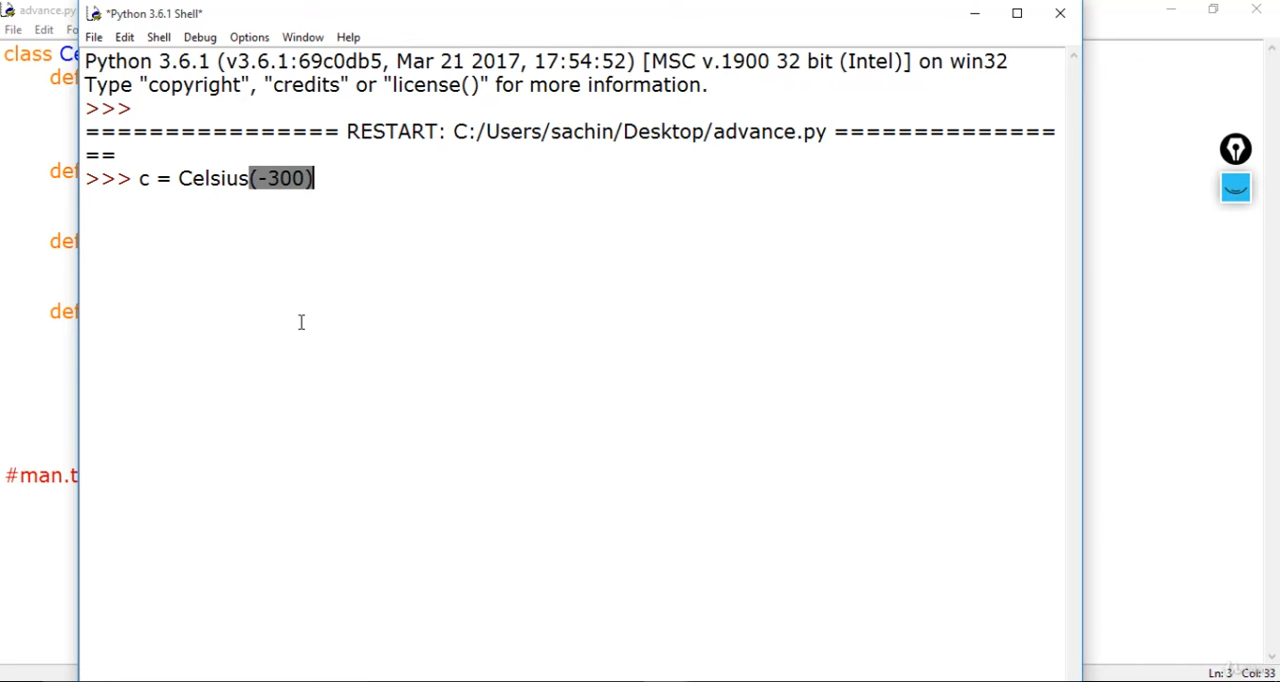 advance.py
*Python 3.6.1 Shell*
File Edit Fo
File Edit Shell Debug Options Window Help
class Ce
Python 3.6.1 (v3.6.1:69c0db5, Mar 21 2017, 17:54:52) [MSC v.1900 32 bit (Intel)] on win32
def
Type "copyright", "credits" or "license()" for more information.
>>>
================ RESTART: C:/Users/sachin/Desktop/advance.py ==============
==
def
>>> c = Celsius(-300)
def
def
#man.t
Ln: 3 Col: 33